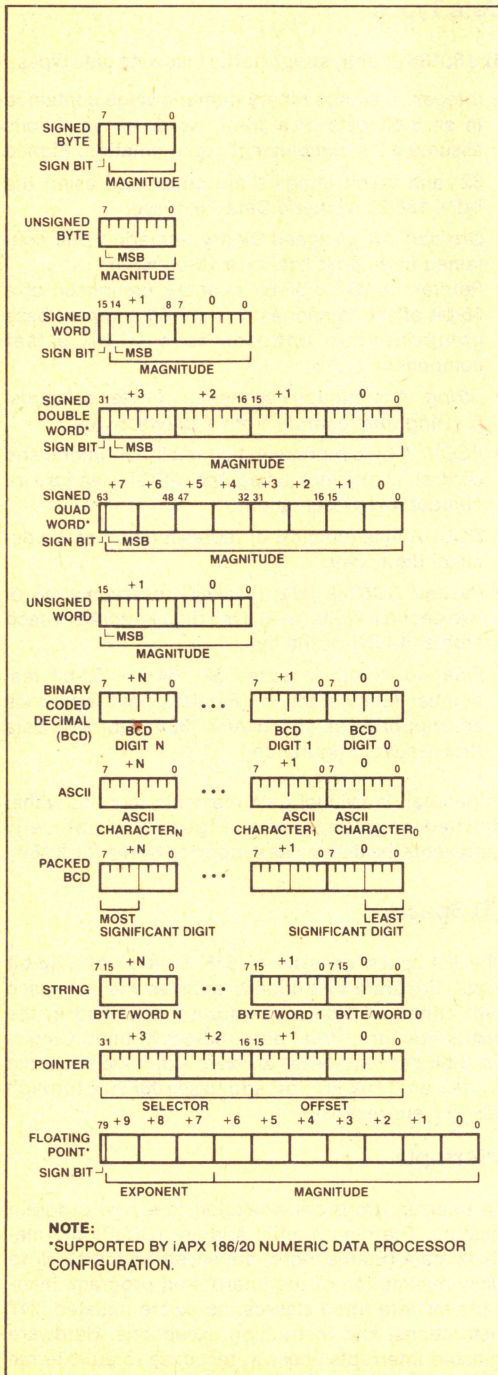 7 0
SIGNED
BYTE
SIGN BIT
MAGNITUDE
7 0
UNSIGNED
BYTE
MSB
MAGNITUDE
15 14 +1 8 7 0 0
SIGNED
WORD
SIGN BIT MSB
MAGNITUDE
31 +3 +2 16 15 +1 0 0
SIGNED
DOUBLE
WORD*
SIGN BIT MSB
MAGNITUDE
+7 +6 +5 +4 +3 +2 +1 0
63 48 47 32 31 16 15 0
SIGNED
QUAD
WORD*
SIGN BIT MSB
MAGNITUDE
15 +1 0 0
UNSIGNED
WORD
MSB
MAGNITUDE
7 +N 0 7 +1 0 7 0 0
BINARY
CODED
DECIMAL
(BCD)
...
BCD BCD BCD
DIGIT N DIGIT 1 DIGIT 0
7 +N 0 7 +1 0 7 0 0
ASCII ...
ASCII ASCII ASCII
CHARACTERN CHARACTER1 CHARACTER0
7 +N 0 7 +1 0 7 0 0
PACKED
BCD
...
MOST LEAST
SIGNIFICANT DIGIT SIGNIFICANT DIGIT
7 15 +N 0 7 15 +1 0 7 15 0 0
STRING ...
BYTE/WORD N BYTE/WORD 1 BYTE/WORD 0
31 +3 +2 16 15 +1 0 0
POINTER
SELECTOR OFFSET
79 +9 +8 +7 +6 +5 +4 +3 +2 +1 0 0
FLOATING
POINT*
SIGN BIT
EXPONENT MAGNITUDE
NOTE:
*SUPPORTED BY iAPX 186/20 NUMERIC DATA PROCESSOR
CONFIGURATION.